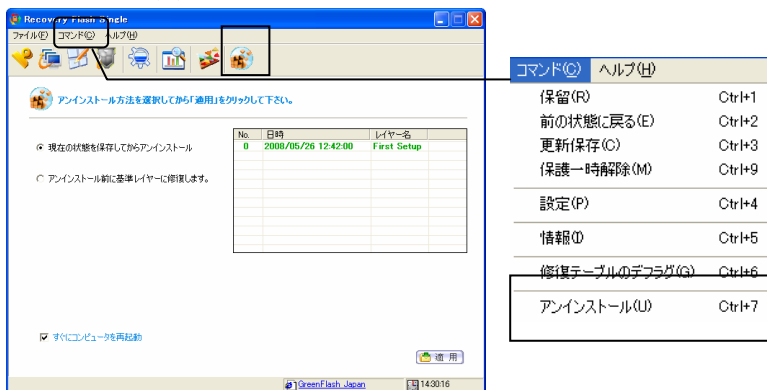 Recovery Flash Single
ファイル(F) コマンド(C) ヘルプ(H)
アンインストール方法を選択してから「適用」をクリックして下さい。
現在の状態を保存してからアンインストール
アンインストール前に基準レイヤーに修復します。
No. 日時 レイヤー名
0 2008/05/26 12:42:00 First Setup
すぐにコンピュータを再起動
適 用
GreenFlash Japan 14:30:16
コマンド(C) ヘルプ(H)
保留(R) Ctrl+1
前の状態に戻る(E) Ctrl+2
更新保存(C) Ctrl+3
保護一時解除(M) Ctrl+9
設定(P) Ctrl+4
情報(I) Ctrl+5
修復テーブルのデフラグ(G) Ctrl+6
アンインストール(U) Ctrl+7